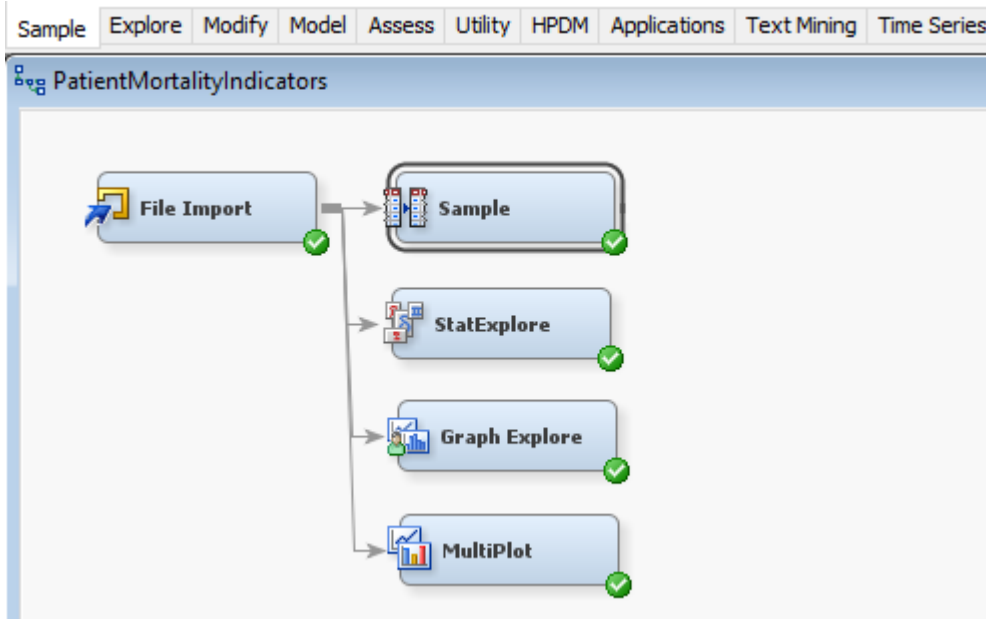 Sample Explore Modify Model Assess Utility HPDM Applications Text Mining Time Series
PatientMortalityIndicators
File Import
Sample
StatExplore
Graph Explore
MultiPlot